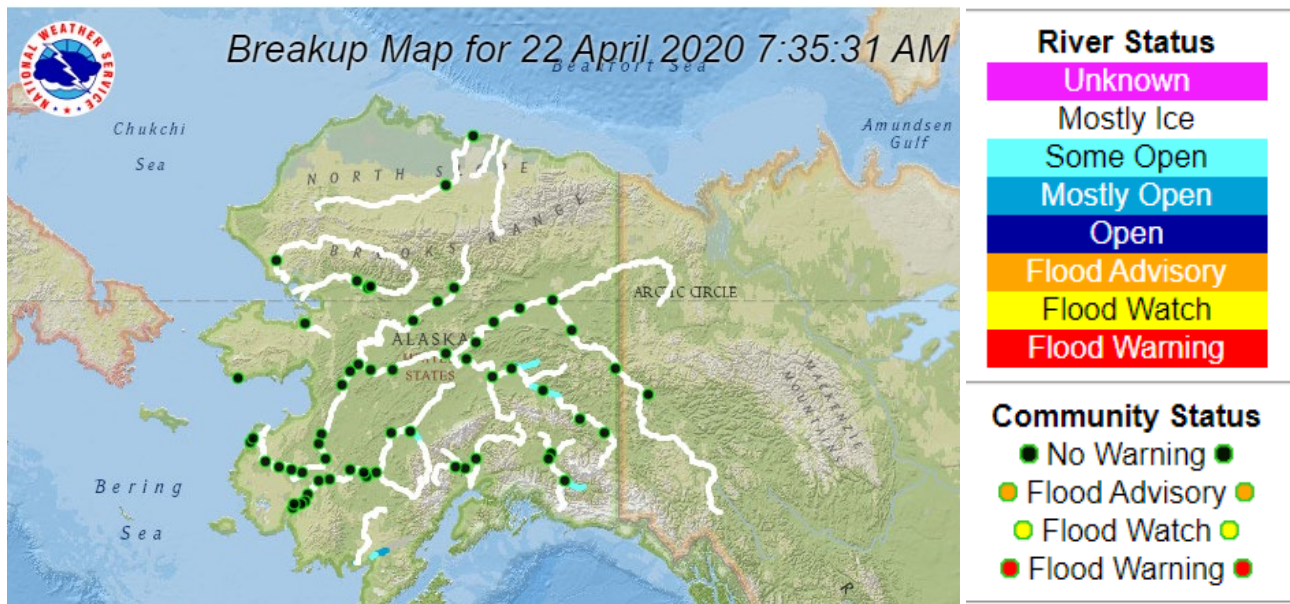 Breakup Map for 22 April 2020 7:35:31 AM
NATIONAL WEATHER SERVICE
Beaufort Sea
Chukchi
Sea
Amundsen
Gulf
NORTH SLOPE
BROOKS RANGE
ARCTIC CIRCLE
ALASKA
STATES
MACKENZIE
MOUNTAINS
Bering
Sea
R
River Status
Unknown
Mostly Ice
Some Open
Mostly Open
Open
Flood Advisory
Flood Watch
Flood Warning
Community Status
No Warning
Flood Advisory
Flood Watch
Flood Warning